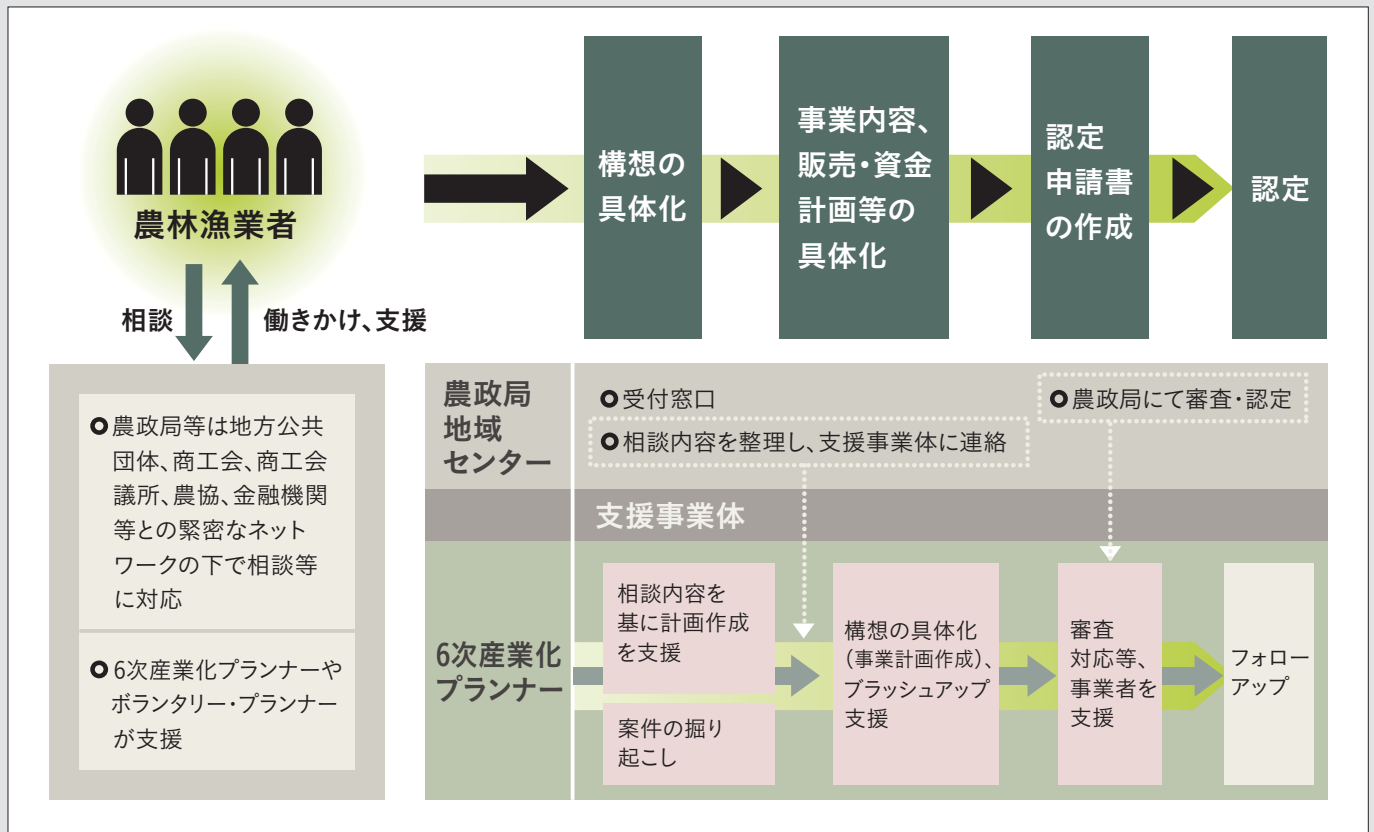 農林漁業者
相談
働きかけ、支援
農政局等は地方公共
団体、商工会、商工会
議所、農協、金融機関
等との緊密なネット
ワークの下で相談等
に対応
6次産業化プランナーや
ボランタリー・プランナー
が支援
構想の
具体化
事業内容、
販売・資金
計画等の
具体化
認定
申請書
の作成
認定
農政局
地域
センター
受付窓口
相談内容を整理し、支援事業体に連絡
農政局にて審査・認定
支援事業体
6次産業化
プランナー
相談内容を
基に計画作成
を支援
案件の掘り
起こし
構想の具体化
（事業計画作成）、
ブラッシュアップ
支援
審査
対応等、
事業者を
支援
フォロー
アップ